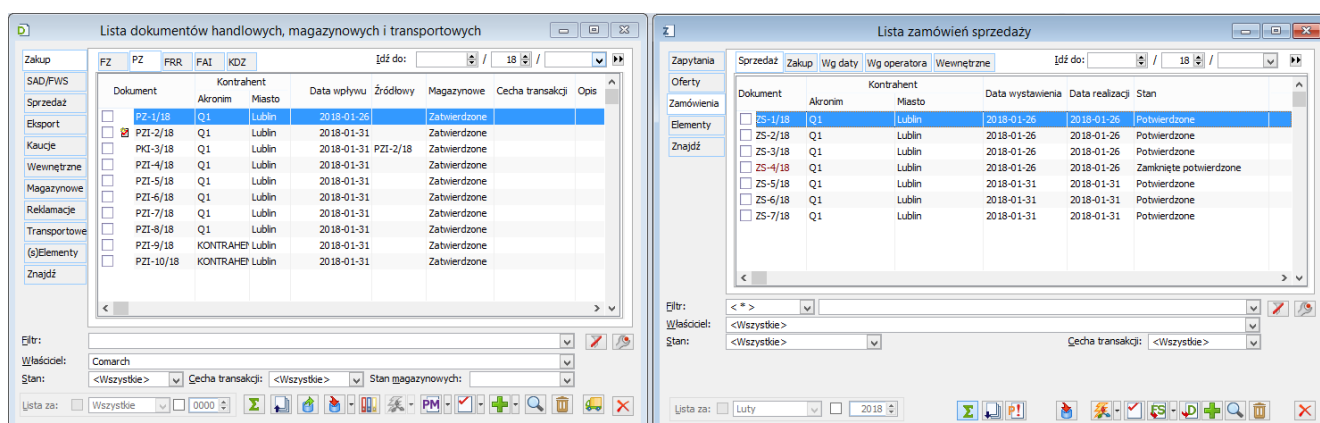 Lista dokumentów handlowych, magazynowych i transportowych
Zakup
SAD/FWS
Sprzedaż
Eksport
Kaucje
Wewnętrzne
Magazynowe
Reklamacje
Transportowe
(s)Elementy
Znajdź
FZ PZ FRR FAI KDZ Idź do: / 18 /
Dokument Kontrahent Data wpływu Źródłowy Magazynowe Cecha transakcji Opis
Akronim Miasto
PZ-1/18 Q1 Lublin 2018-01-26 Zatwierdzone
PZI-2/18 Q1 Lublin 2018-01-31 Zatwierdzone
PKI-3/18 Q1 Lublin 2018-01-31 PZI-2/18 Zatwierdzone
PZI-4/18 Q1 Lublin 2018-01-31 Zatwierdzone
PZI-5/18 Q1 Lublin 2018-01-31 Zatwierdzone
PZI-6/18 Q1 Lublin 2018-01-31 Zatwierdzone
PZI-7/18 Q1 Lublin 2018-01-31 Zatwierdzone
PZI-8/18 Q1 Lublin 2018-01-31 Zatwierdzone
PZI-9/18 KONTRAHEN Lublin 2018-01-31 Zatwierdzone
PZI-10/18 KONTRAHEN Lublin 2018-01-31 Zatwierdzone
Filtr:
Właściciel: Comarch
Stan: <Wszystkie> Cecha transakcji: <Wszystkie> Stan magazynowych:
Lista za: Wszystkie 0000 Σ PM
Lista zamówień sprzedaży
Zapytania
Oferty
Zamówienia
Elementy
Znajdź
Sprzedaż Zakup Wg daty Wg operatora Wewnętrzne Idź do: / 18 /
Dokument Kontrahent Data wystawienia Data realizacji Stan
Akronim Miasto
ZS-1/18 Q1 Lublin 2018-01-26 2018-01-26 Potwierdzone
ZS-2/18 Q1 Lublin 2018-01-26 2018-01-26 Potwierdzone
ZS-3/18 Q1 Lublin 2018-01-26 2018-01-26 Potwierdzone
ZS-4/18 Q1 Lublin 2018-01-26 2018-01-26 Zamknięte potwierdzone
ZS-5/18 Q1 Lublin 2018-01-31 2018-01-31 Potwierdzone
ZS-6/18 Q1 Lublin 2018-01-31 2018-01-31 Potwierdzone
ZS-7/18 Q1 Lublin 2018-01-31 2018-01-31 Potwierdzone
Filtr: < * >
Właściciel: <Wszystkie>
Stan: <Wszystkie> Cecha transakcji: <Wszystkie>
Lista za: Luty 2018 Σ P! FS